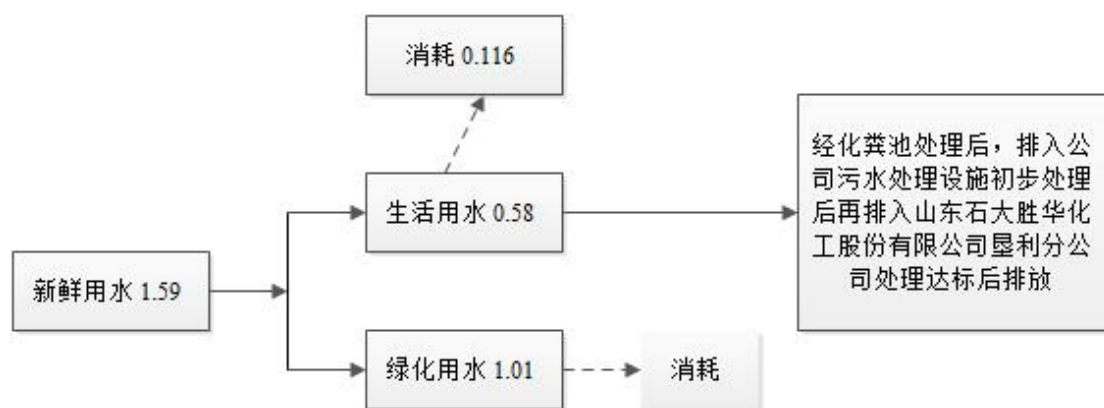 消耗 0.116
经化粪池处理后，排入公
司污水处理设施初步处理
后再排入山东石大胜华化
工股份有限公司垦利分公
司处理达标后排放
生活用水 0.58
新鲜用水 1.59
绿化用水 1.01
消耗